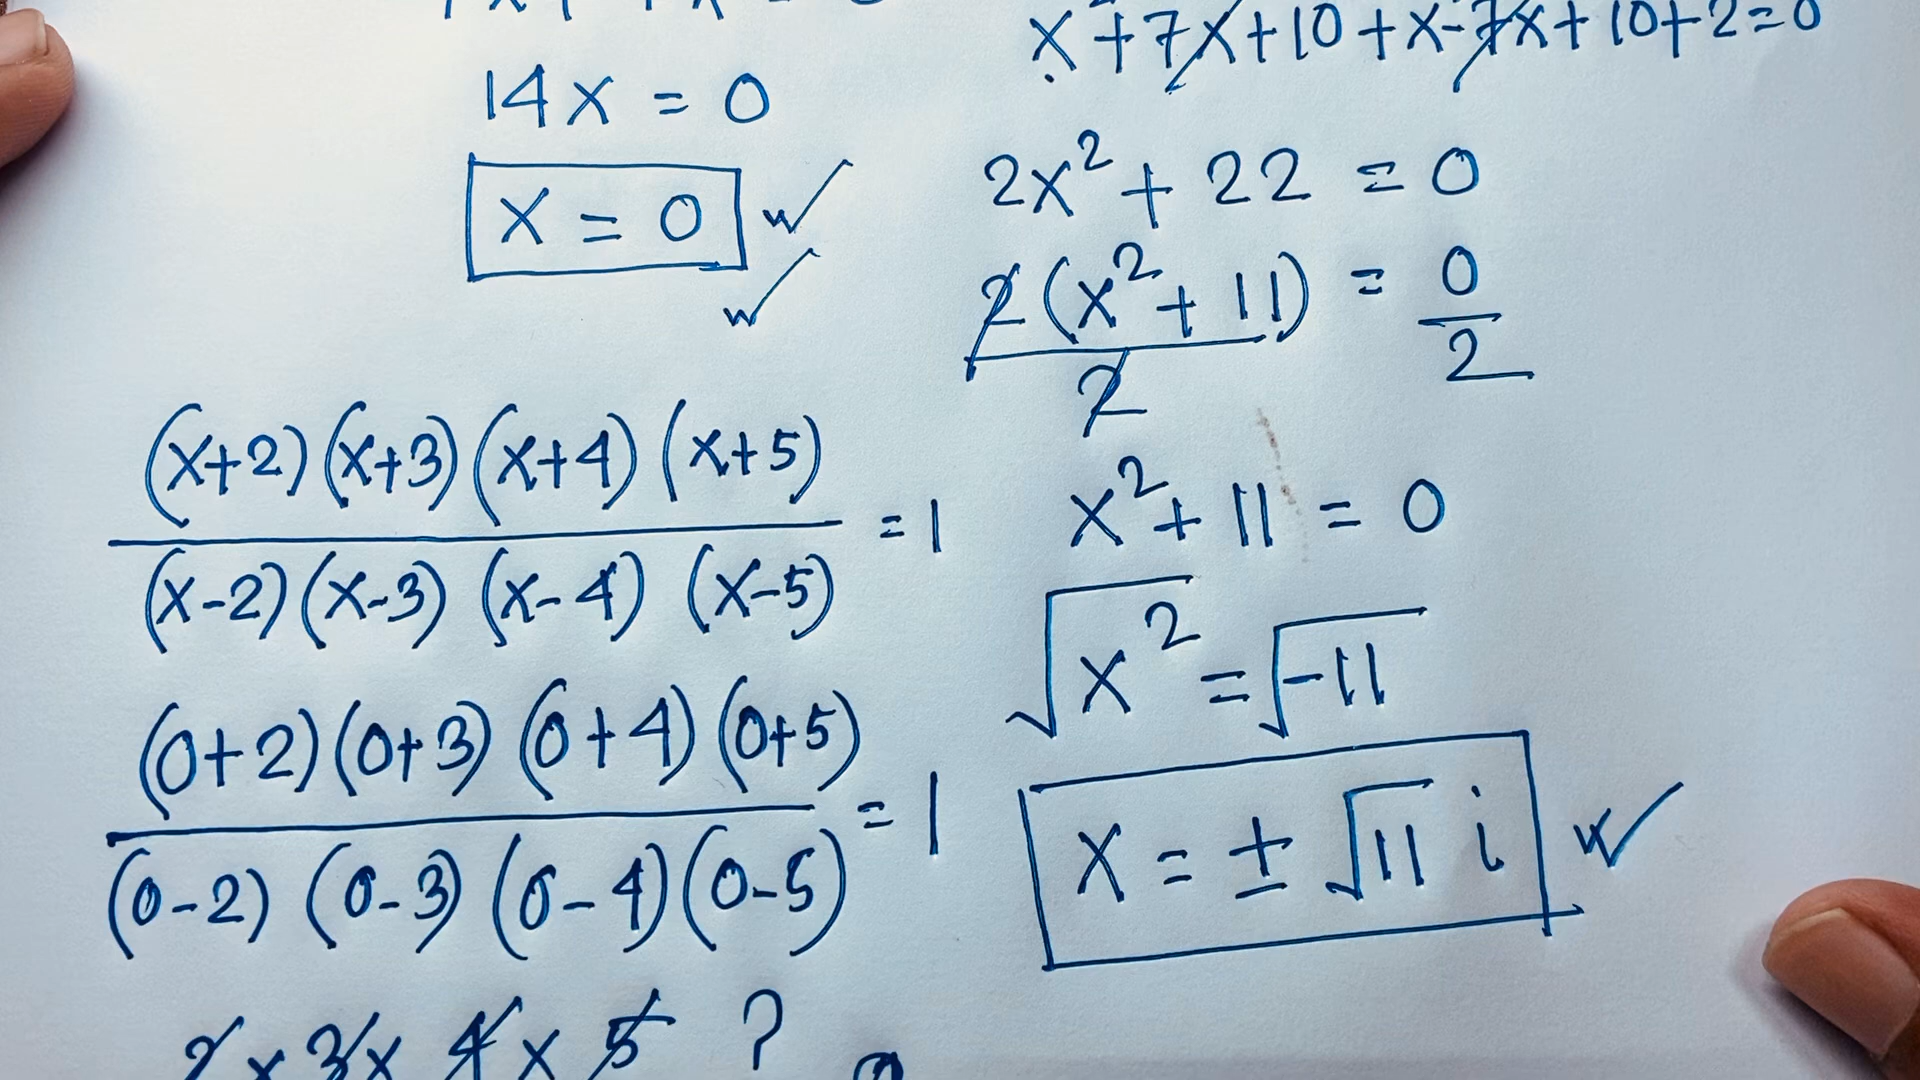 14x = 0
x = 0
(x+2)(x+3)(x+4)(x+5)
(x-2)(x-3)(x-4)(x-5) = 1
(0+2)(0+3)(0+4)(0+5)
(0-2)(0-3)(0-4)(0-5) = 1
2 x 3 x 4 x 5 ?
x²+7x+10+x-7x+10+2=0
2x² + 22 = 0
2(x² + 11) = 0
2 2
x² + 11 = 0
√x² = √-11
x = ± √11 i